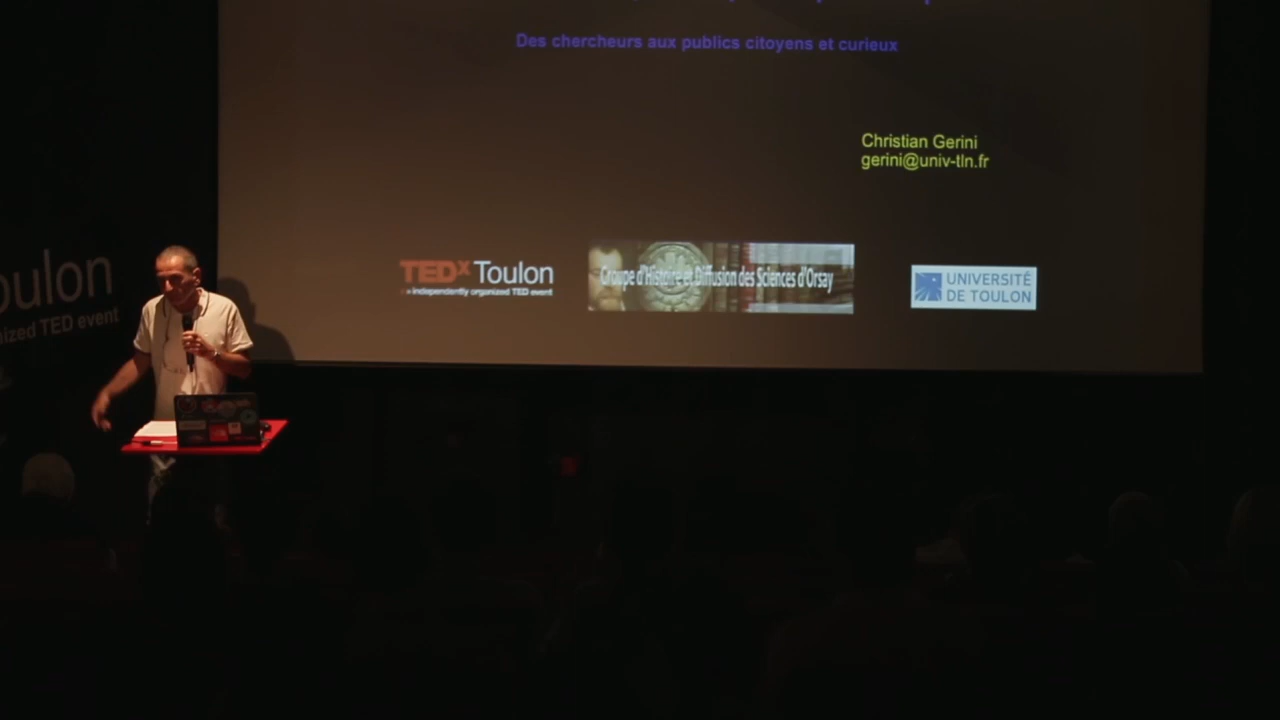 Des chercheurs aux publics citoyens et curieux
Christian Gerini
gerini@univ-tln.fr
TEDx Toulon
independently organized TED event
Groupe d'Histoire et Diffusion des Sciences d'Orsay
UNIVERSITÉ
DE TOULON
oulon
nized TED event